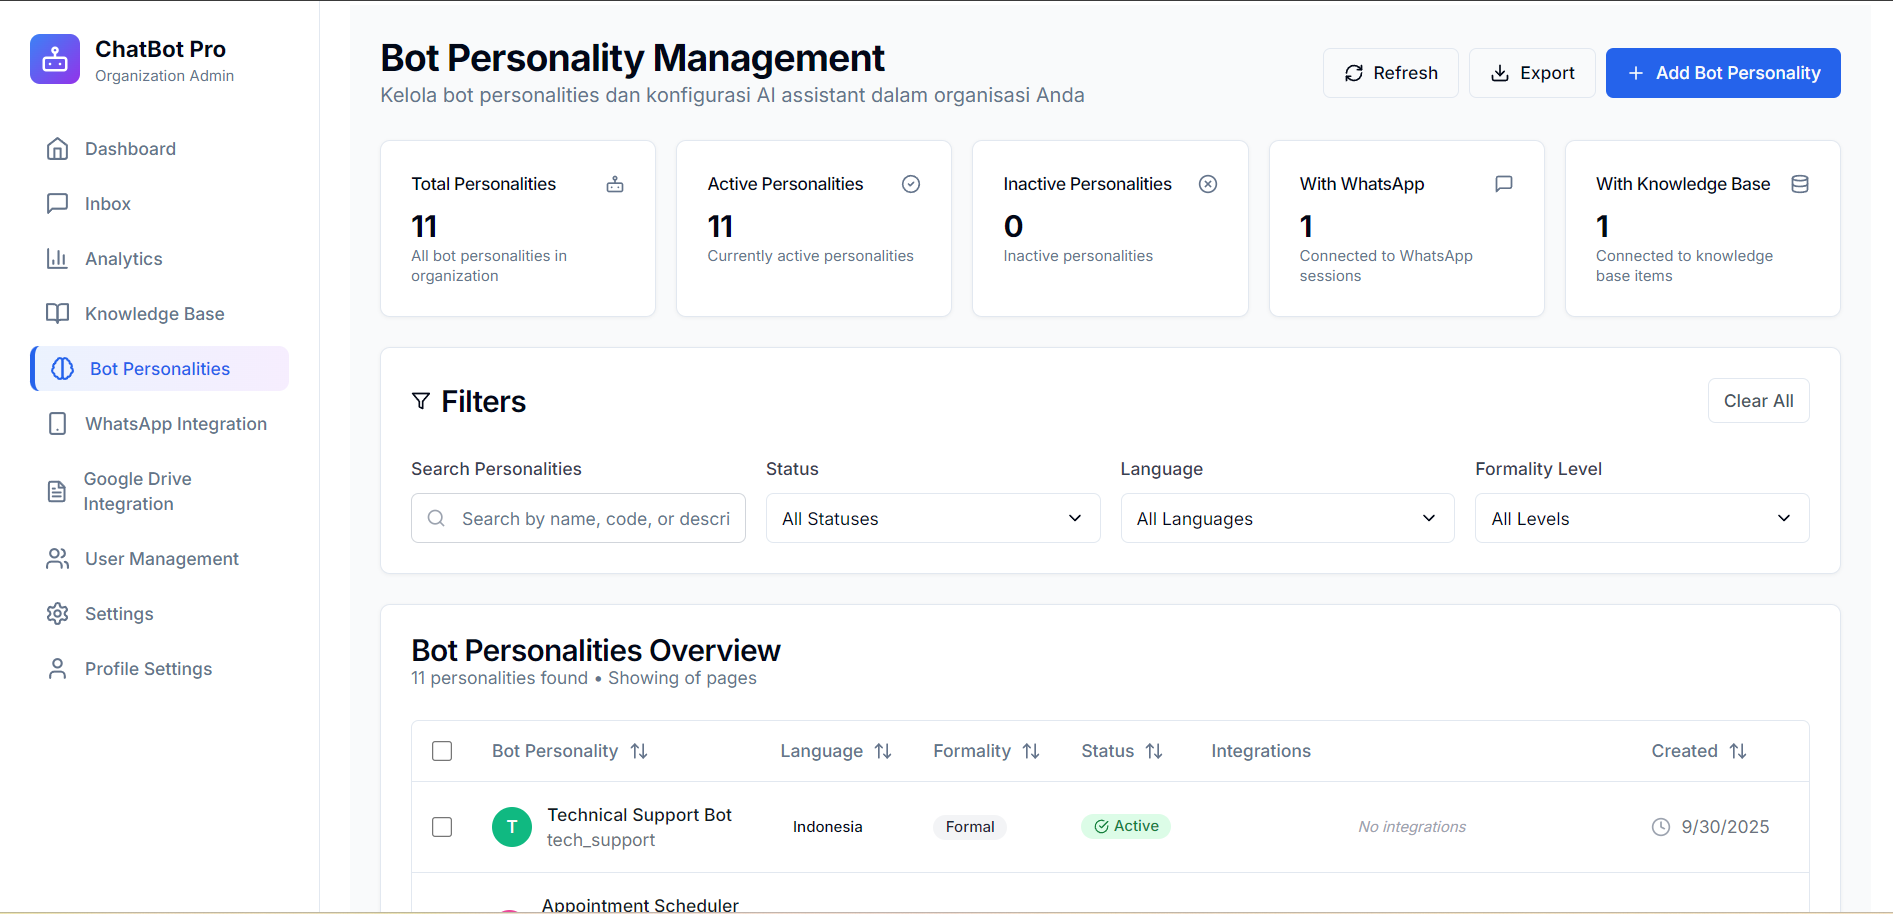 ChatBot Pro
Organization Admin
Dashboard
Inbox
Analytics
Knowledge Base
Bot Personalities
WhatsApp Integration
Google Drive
Integration
User Management
Settings
Profile Settings
Bot Personality Management
Kelola bot personalities dan konfigurasi AI assistant dalam organisasi Anda
Refresh
Export
Add Bot Personality
Total Personalities
11
All bot personalities in
organization
Active Personalities
11
Currently active personalities
Inactive Personalities
0
Inactive personalities
With WhatsApp
1
Connected to WhatsApp
sessions
With Knowledge Base
1
Connected to knowledge
base items
Filters
Clear All
Search Personalities
Search by name, code, or descri
Status
All Statuses
Language
All Languages
Formality Level
All Levels
Bot Personalities Overview
11 personalities found • Showing of pages
Bot Personality
Language
Formality
Status
Integrations
Created
T
Technical Support Bot
tech_support
Indonesia
Formal
Active
No integrations
9/30/2025
Appointment Scheduler